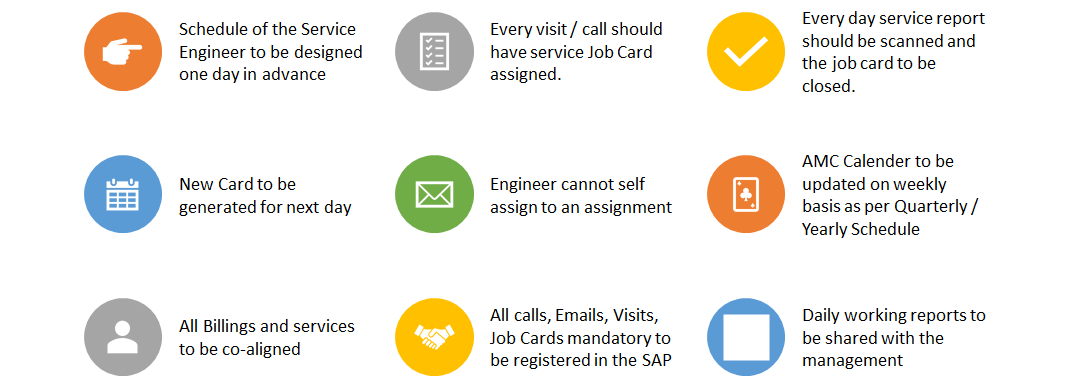 Schedule of the Service
Engineer to be designed
one day in advance
Every visit / call should
have service Job Card
assigned.
Every day service report
should be scanned and
the job card to be
closed.
New Card to be
generated for next day
Engineer cannot self
assign to an assignment
AMC Calender to be
updated on weekly
basis as per Quarterly /
Yearly Schedule
All Billings and services
to be co-aligned
All calls, Emails, Visits,
Job Cards mandatory to
be registered in the SAP
Daily working reports to
be shared with the
management